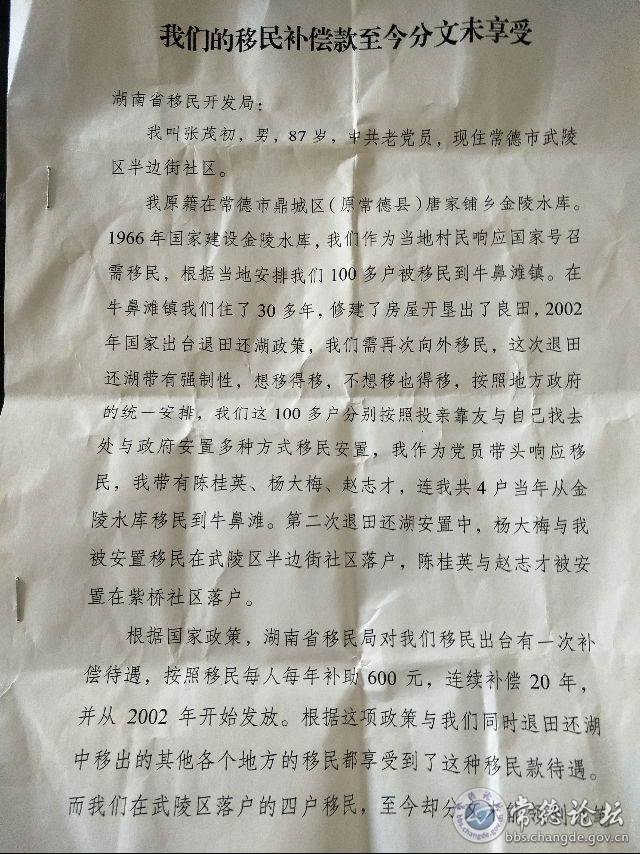 我们的移民补偿款至今分文未享受
湖南省移民开发局：
我叫张茂初，男，87岁，中共老党员，现住常德市武陵
区半边街社区。
我原籍在常德市鼎城区（原常德县）唐家铺乡金陵水库。
1966年国家建设金陵水库，我们作为当地村民响应国家号召
需移民，根据当地安排我们100多户被移民到牛鼻滩镇。在
牛鼻滩镇我们住了30多年，修建了房屋开垦出了良田，2002
年国家出台退田还湖政策，我们需再次向外移民，这次退田
还湖带有强制性，想移得移，不想移也得移，按照地方政府
的统一安排，我们这100多户分别按照投亲靠友与自己找去
处与政府安置多种方式移民安置，我作为党员带头响应移
民，我带有陈桂英、杨大梅、赵志才，连我共4户当年从金
陵水库移民到牛鼻滩。第二次退田还湖安置中，杨大梅与我
被安置移民在武陵区半边街社区落户，陈桂英与赵志才被安
置在紫桥社区落户。
根据国家政策，湖南省移民局对我们移民出台有一次补
偿待遇，按照移民每人每年补助600元，连续补偿20年，
并从2002年开始发放。根据这项政策与我们同时退田还湖
中移出的其他各个地方的移民都享受到了这种移民款待遇。
而我们在武陵区落户的四户移民，至今却分文
常德论坛
bbs.changde.gov.cn